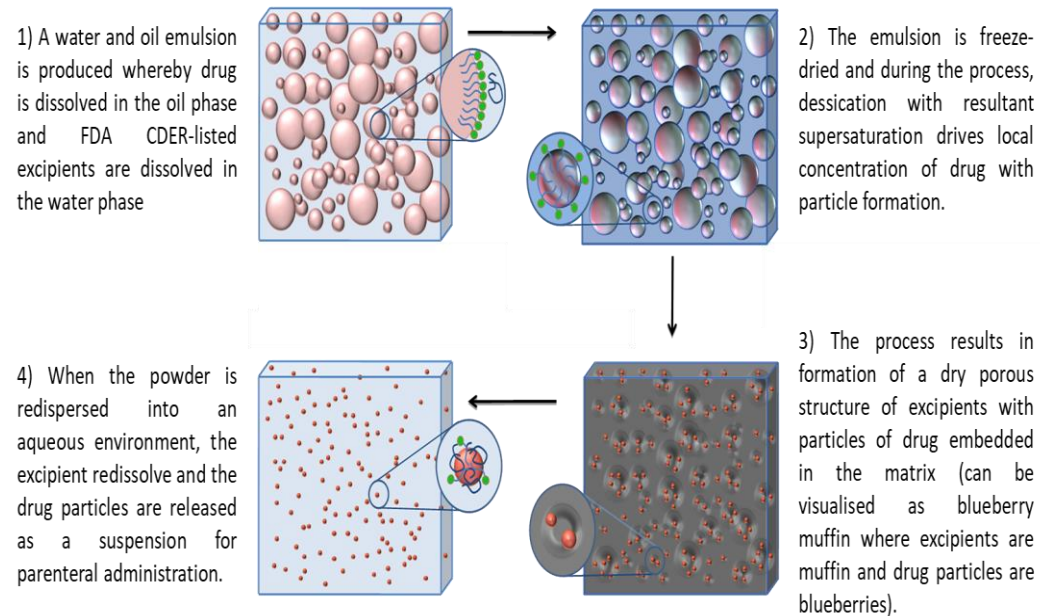 1) A water and oil emulsion
is produced whereby drug
is dissolved in the oil phase
and FDA CDER-listed
excipients are dissolved in
the water phase
2) The emulsion is freeze-
dried and during the process,
dessication with resultant
supersaturation drives local
concentration of drug with
particle formation.
3) The process results in
formation of a dry porous
structure of excipients with
particles of drug embedded
in the matrix (can be
visualised as blueberry
muffin where excipients are
muffin and drug particles are
blueberries).
4) When the powder is
redispersed into an
aqueous environment, the
excipient redissolve and the
drug particles are released
as a suspension for
parenteral administration.